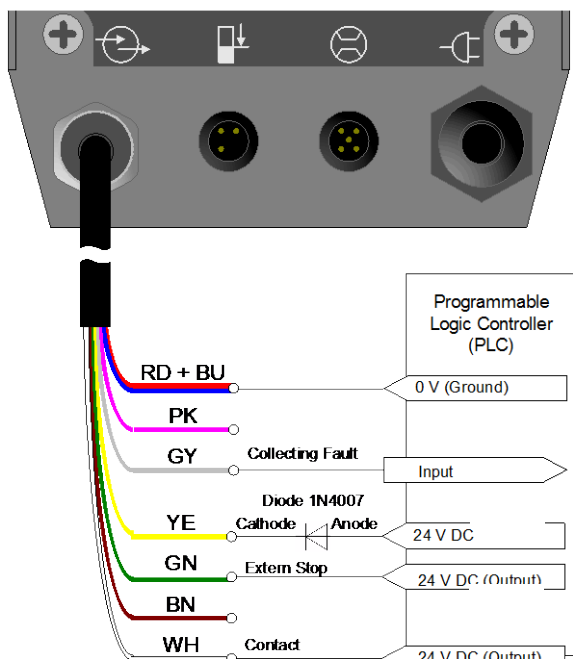 Programmable
Logic Controller
(PLC)
RD + BU
0 V (Ground)
PK
GY
Collecting Fault
Input
Diode 1N4007
YE
Cathode
Anode
24 V DC
GN
Extern Stop
24 V DC (Output)
BN
WH
Contact
24 V DC (Output)